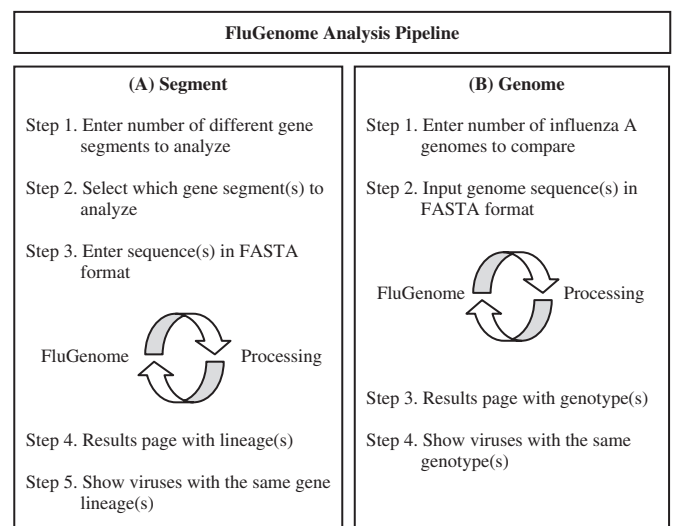 FluGenome Analysis Pipeline
(A) Segment
Step 1. Enter number of different gene
segments to analyze
Step 2. Select which gene segment(s) to
analyze
Step 3. Enter sequence(s) in FASTA
format
FluGenome Processing
Step 4. Results page with lineage(s)
Step 5. Show viruses with the same gene
lineage(s)
(B) Genome
Step 1. Enter number of influenza A
genomes to compare
Step 2. Input genome sequence(s) in
FASTA format
FluGenome Processing
Step 3. Results page with genotype(s)
Step 4. Show viruses with the same
genotype(s)